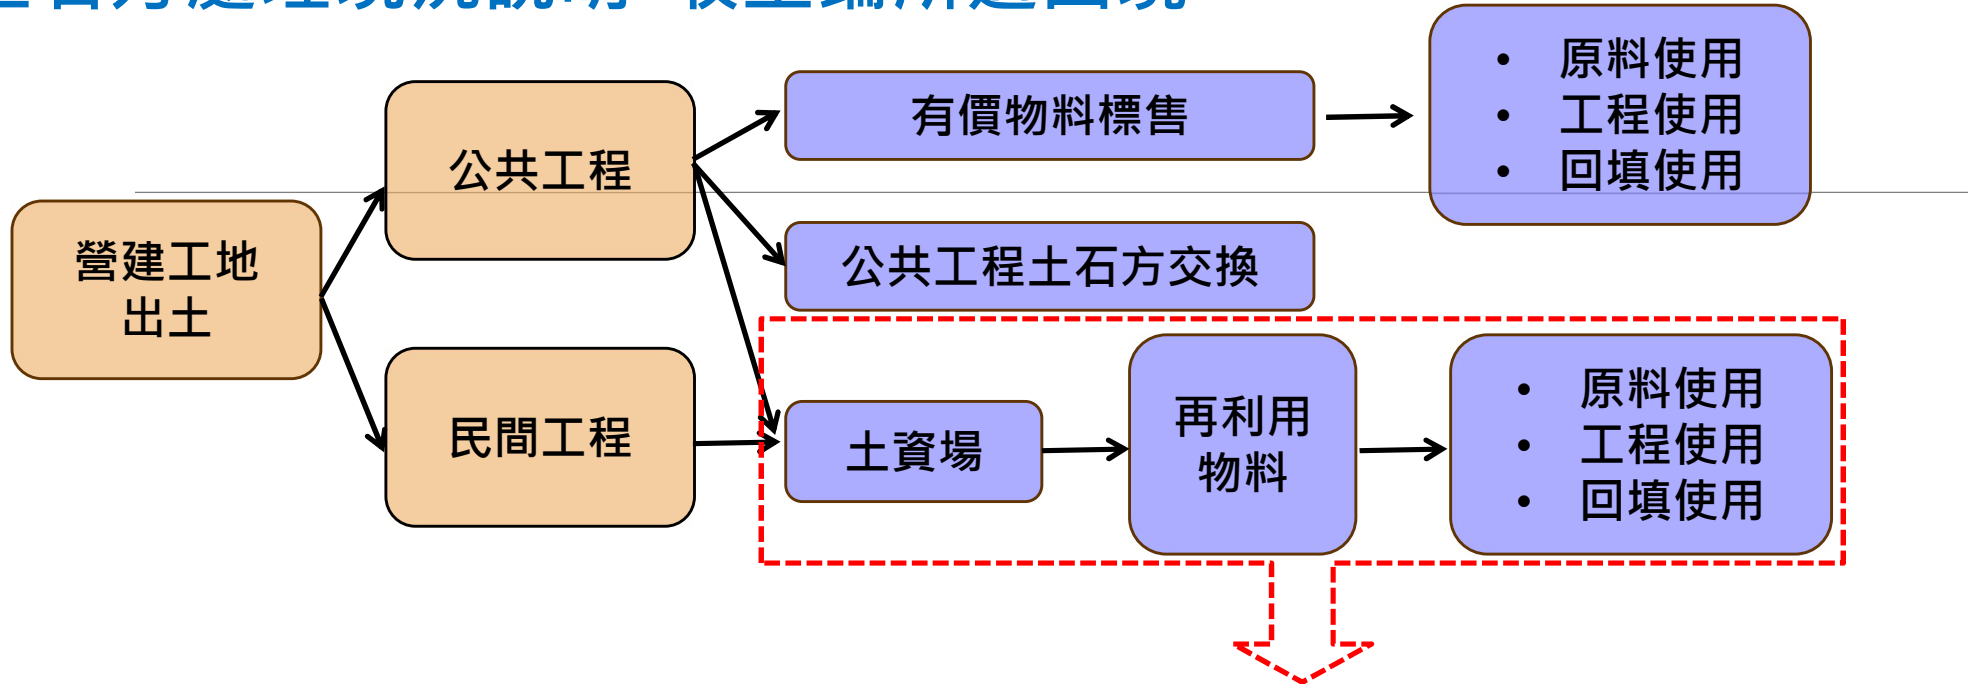 有價物料標售
• 原料使用
• 工程使用
• 回填使用
公共工程
營建工地
出土
公共工程土石方交換
民間工程
土資場
再利用
物料
• 原料使用
• 工程使用
• 回填使用